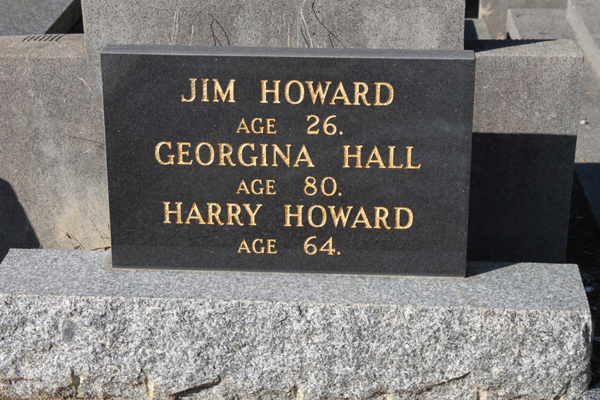 JIM HOWARD
AGE 26.
GEORGINA HALL
AGE 80.
HARRY HOWARD
AGE 64.